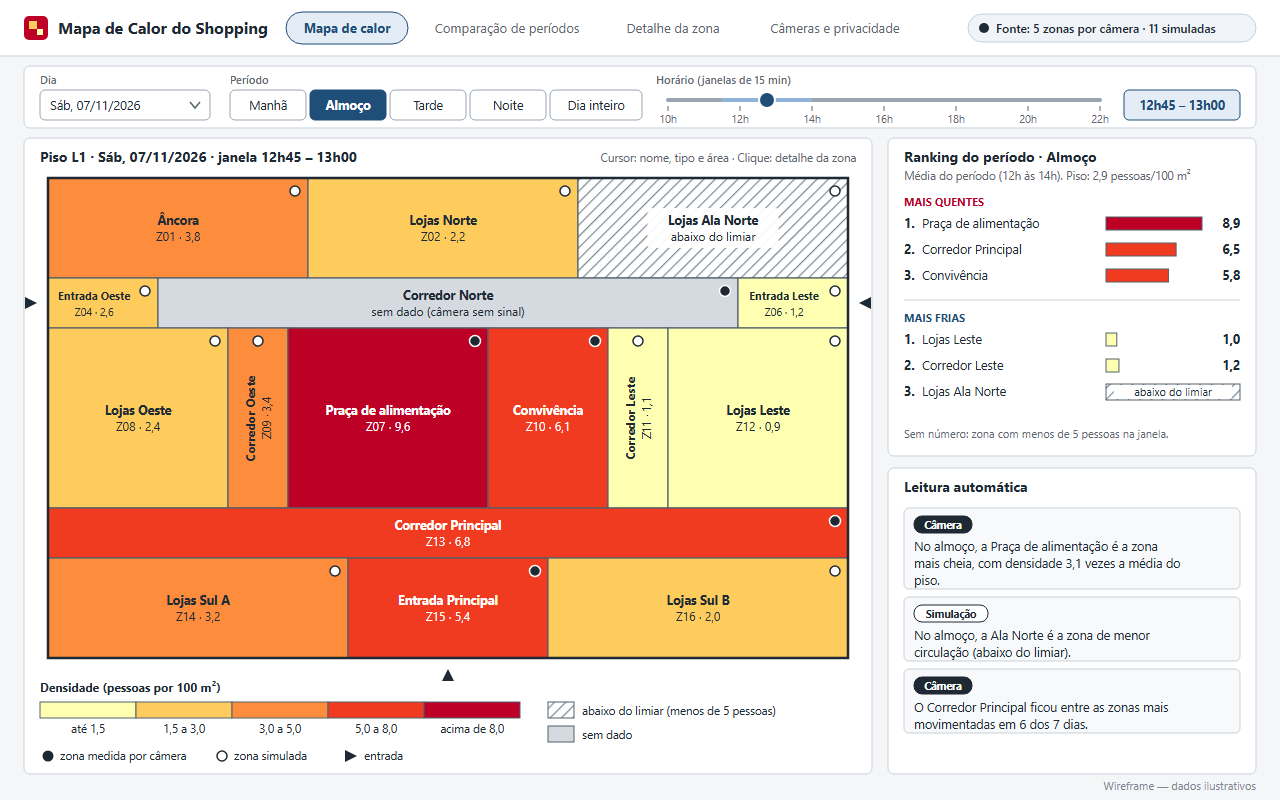 Mapa de Calor do Shopping
Mapa de calor
Comparação de períodos
Detalhe da zona
Câmeras e privacidade
Fonte: 5 zonas por câmera · 11 simuladas
Dia
Sáb, 07/11/2026
Período
Manhã
Almoço
Tarde
Noite
Dia inteiro
Horário (janelas de 15 min)
10h 12h 14h 16h 18h 20h 22h
12h45 – 13h00
Piso L1 · Sáb, 07/11/2026 · janela 12h45 – 13h00
Cursor: nome, tipo e área · Clique: detalhe da zona
Âncora
Z01 · 3,8
Lojas Norte
Z02 · 2,2
Lojas Ala Norte
abaixo do limiar
Entrada Oeste
Z04 · 2,6
Corredor Norte
sem dado (câmera sem sinal)
Entrada Leste
Z06 · 1,2
Lojas Oeste
Z08 · 2,4
Corredor Oeste
Z09 · 3,4
Praça de alimentação
Z07 · 9,6
Convivência
Z10 · 6,1
Corredor Leste
Z11 · 1,1
Lojas Leste
Z12 · 0,9
Corredor Principal
Z13 · 6,8
Lojas Sul A
Z14 · 3,2
Entrada Principal
Z15 · 5,4
Lojas Sul B
Z16 · 2,0
Densidade (pessoas por 100 m²)
até 1,5
1,5 a 3,0
3,0 a 5,0
5,0 a 8,0
acima de 8,0
abaixo do limiar (menos de 5 pessoas)
sem dado
zona medida por câmera
zona simulada
entrada
Ranking do período · Almoço
Média do período (12h às 14h). Piso: 2,9 pessoas/100 m²
MAIS QUENTES
1. Praça de alimentação 8,9
2. Corredor Principal 6,5
3. Convivência 5,8
MAIS FRIAS
1. Lojas Leste 1,0
2. Corredor Leste 1,2
3. Lojas Ala Norte abaixo do limiar
Sem número: zona com menos de 5 pessoas na janela.
Leitura automática
Câmera
No almoço, a Praça de alimentação é a zona
mais cheia, com densidade 3,1 vezes a média do
piso.
Simulação
No almoço, a Ala Norte é a zona de menor
circulação (abaixo do limiar).
Câmera
O Corredor Principal ficou entre as zonas mais
movimentadas em 6 dos 7 dias.
Wireframe — dados ilustrativos